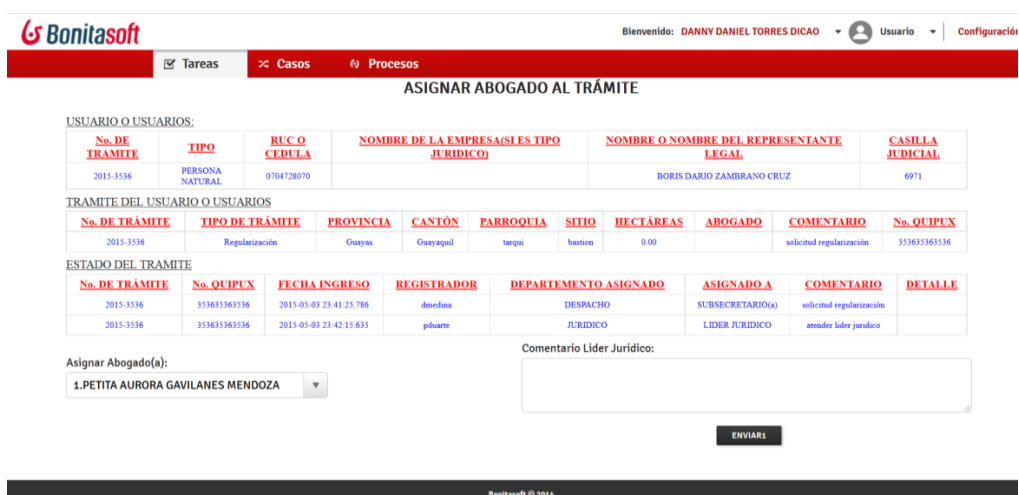 Bonitasoft
Bienvenido: DANNY DANIEL TORRES DICAO Usuario Configuración
Tareas Casos Procesos
ASIGNAR ABOGADO AL TRÁMITE
USUARIO O USUARIOS:
No. DE TRAMITE TIPO RUC O CEDULA NOMBRE DE LA EMPRESA(SI ES TIPO JURIDICO) NOMBRE O NOMBRE DEL REPRESENTANTE LEGAL CASILLA JUDICIAL
2015-3536 PERSONA NATURAL 0704728070 BORIS DARIO ZAMBRANO CRUZ 6971
TRAMITE DEL USUARIO O USUARIOS
No. DE TRÁMITE TIPO DE TRÁMITE PROVINCIA CANTÓN PARROQUIA SITIO HECTÁREAS ABOGADO COMENTARIO No. QUIPUX
2015-3536 Regularización Guayas Guayaquil tarqui bastion 0.00 solicitud regularización 353635363536
ESTADO DEL TRAMITE
No. DE TRÁMITE No. QUIPUX FECHA INGRESO REGISTRADOR DEPARTEMENTO ASIGNADO ASIGNADO A COMENTARIO DETALLE
2015-3536 353635363536 2015-05-03 23:41:25.786 dmedina DESPACHO SUBSECRETARIO(a) solicitud regularización
2015-3536 353635363536 2015-05-03 23:42:15.635 pduarte JURIDICO LIDER JURIDICO atender lider juridico
Asignar Abogado(a):
1.PETITA AURORA GAVILANES MENDOZA
Comentario Lider Juridico:
ENVIAR1
Bonitasoft © 2014